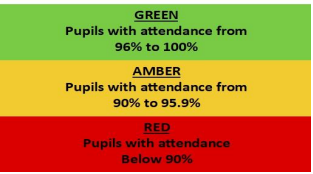 GREEN
Pupils with attendance from
96% to 100%
AMBER
Pupils with attendance from
90% to 95.9%
RED
Pupils with attendance
Below 90%